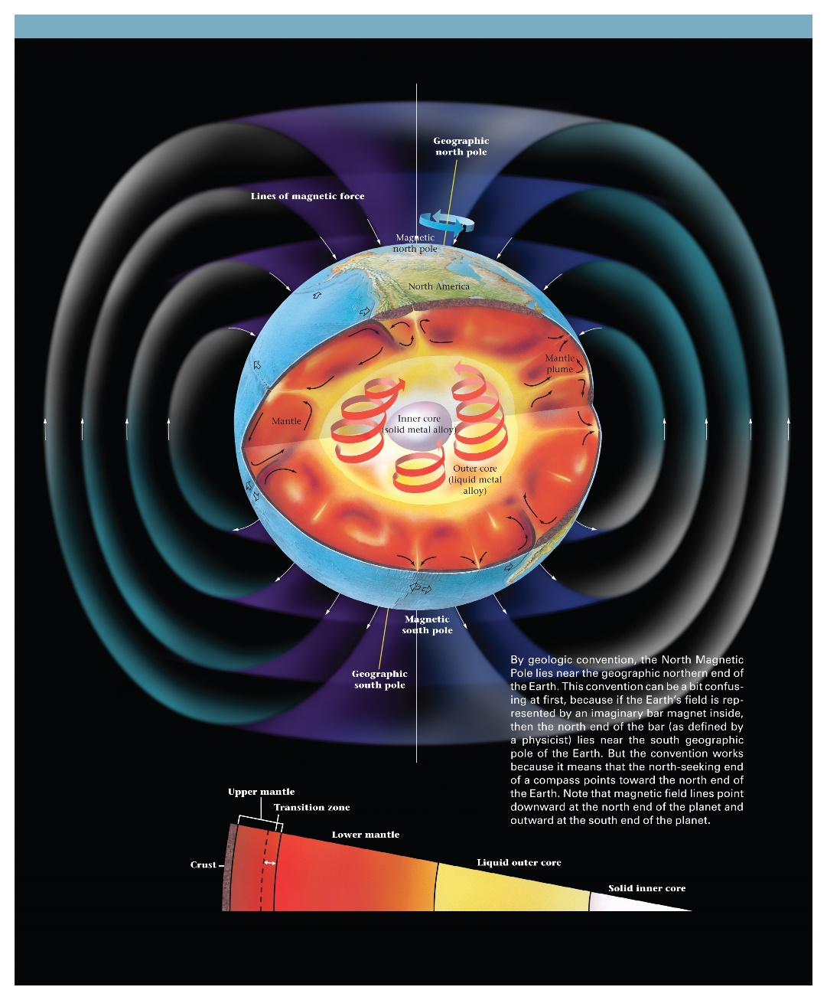 Geographic
north pole
Lines of magnetic force
Magnetic
north pole
North America
Mantle
plume
Mantle
Inner core
(solid metal alloy)
Outer core
(liquid metal
alloy)
Magnetic
south pole
Geographic
south pole
By geologic convention, the North Magnetic
Pole lies near the geographic northern end of
the Earth. This convention can be a bit confus-
ing at first, because if the Earth's field is rep-
resented by an imaginary bar magnet inside,
then the north end of the bar (as defined by
a physicist) lies near the south geographic
pole of the Earth. But the convention works
because it means that the north-seeking end
of a compass points toward the north end of
the Earth. Note that magnetic field lines point
downward at the north end of the planet and
outward at the south end of the planet.
Upper mantle
Transition zone
Lower mantle
Crust
Liquid outer core
Solid inner core